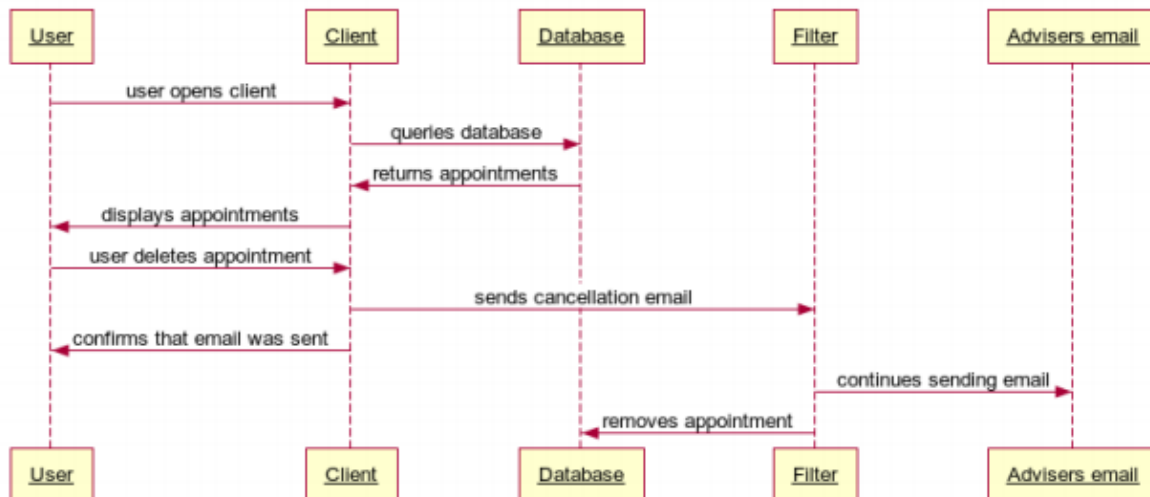 User Client Database Filter Advisers email
user opens client
queries database
returns appointments
displays appointments
user deletes appointment
sends cancellation email
confirms that email was sent
continues sending email
removes appointment
User Client Database Filter Advisers email